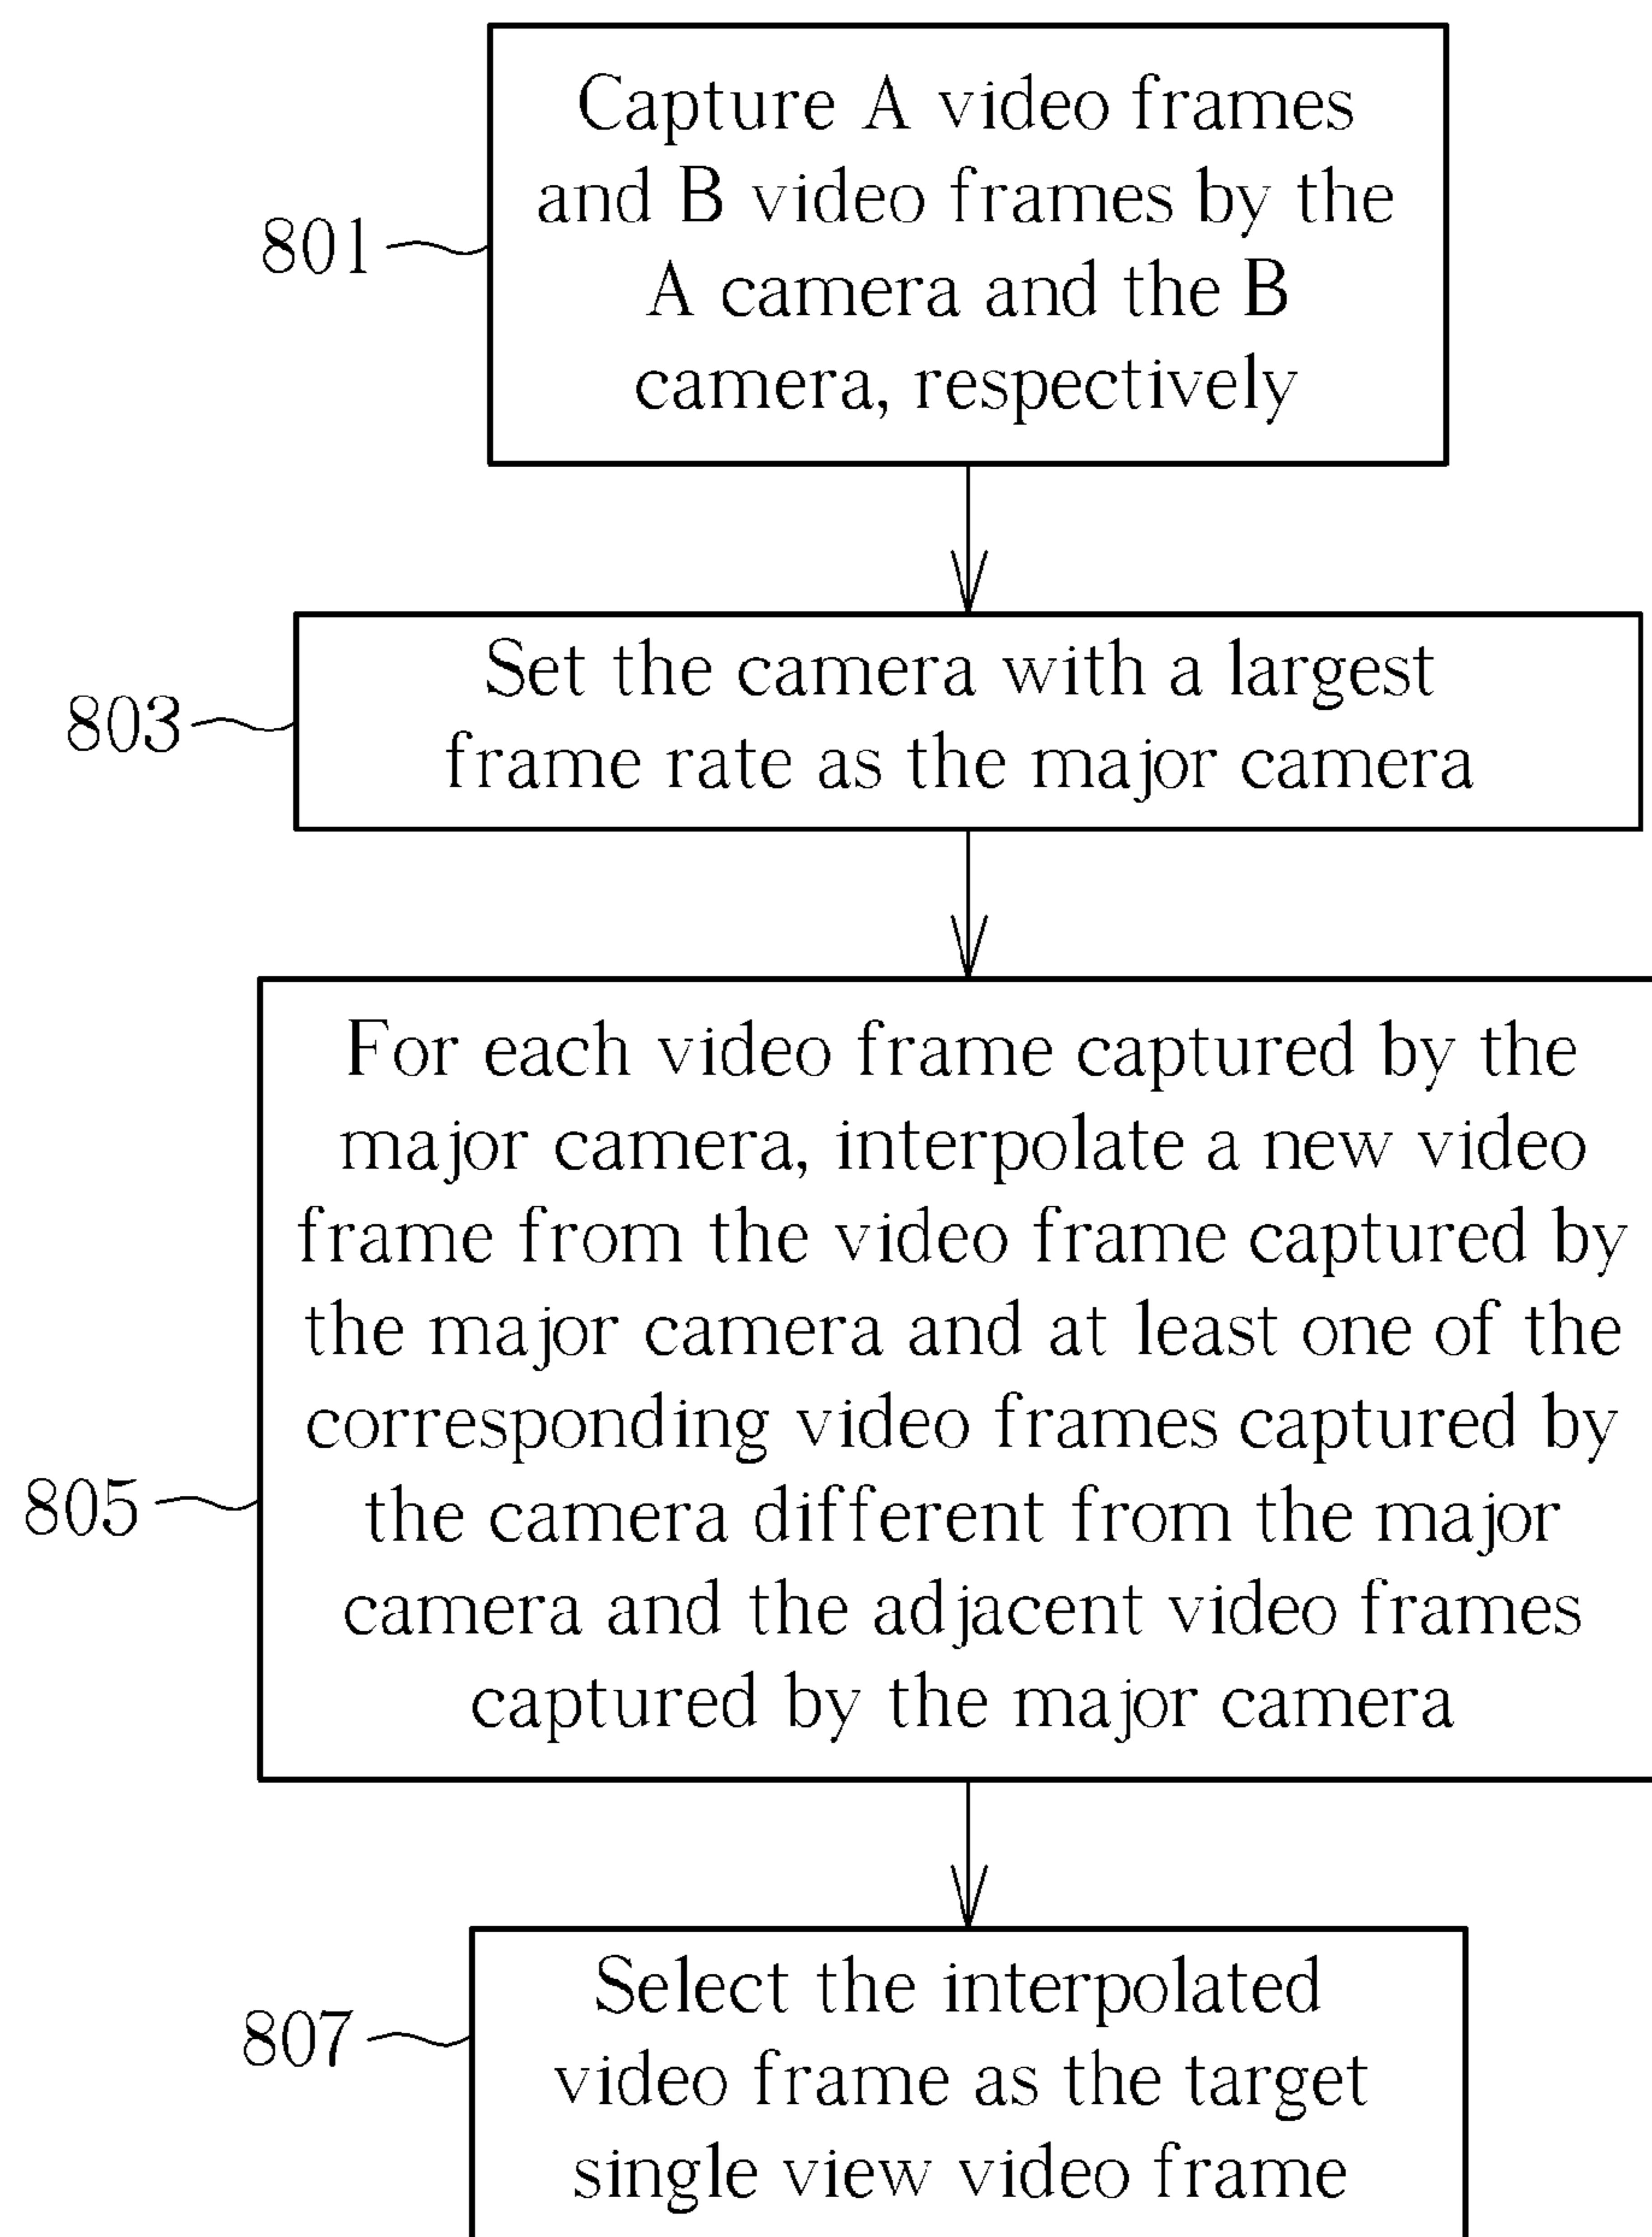 Capture A video frames
and B video frames by the
801
A camera and the B
camera, respectively
Set the camera with a largest
803
frame rate as the major camera
For each video frame captured by the
major camera, interpolate a new video
frame from the video frame captured by
the major camera and at least one of the
corresponding video frames captured by
805
the camera different from the major
camera and the adjacent video frames
captured by the major camera
Select the interpolated
807
video frame as the target
single view video frame